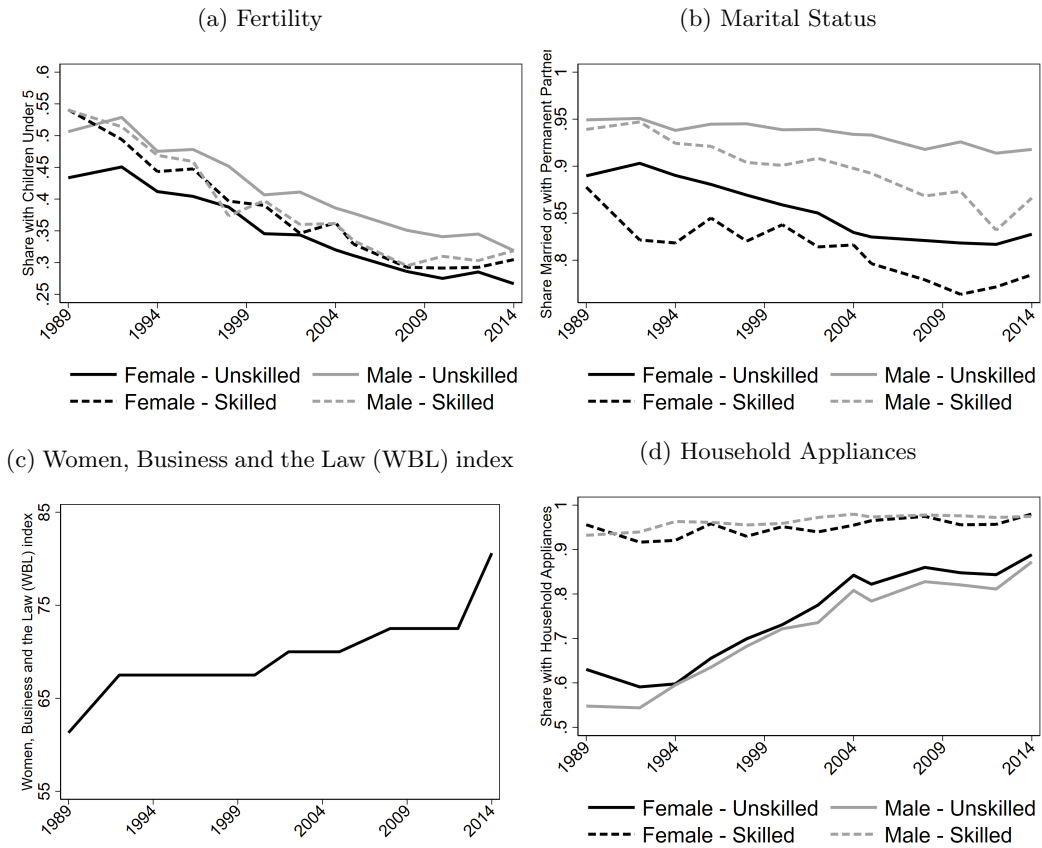 (a) Fertility
Share with Children Under 5
.6
.55
.5
.45
.4
.35
.3
.25
1989
1994
1999
2004
2009
2014
Female - Unskilled
Male - Unskilled
Female - Skilled
Male - Skilled
(b) Marital Status
Share Married or with Permanent Partner
1
.95
.9
.85
.8
1989
1994
1999
2004
2009
2014
Female - Unskilled
Male - Unskilled
Female - Skilled
Male - Skilled
(c) Women, Business and the Law (WBL) index
Women, Business and the Law (WBL) index
85
75
65
55
1989
1994
1999
2004
2009
2014
(d) Household Appliances
Share with Household Appliances
1
.9
.8
.7
.6
.5
1989
1994
1999
2004
2009
2014
Female - Unskilled
Male - Unskilled
Female - Skilled
Male - Skilled